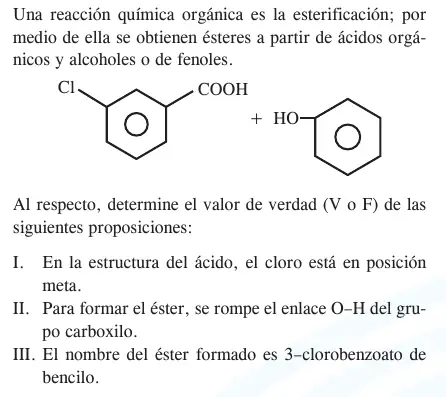 Una reacción química orgánica es la esterificación; por
medio de ella se obtienen ésteres a partir de ácidos orgá-
nicos y alcoholes o de fenoles.
Cl COOH
+ HO
Al respecto, determine el valor de verdad (V o F) de las
siguientes proposiciones:
I. En la estructura del ácido, el cloro está en posición
meta.
II. Para formar el éster, se rompe el enlace O–H del gru-
po carboxilo.
III. El nombre del éster formado es 3–clorobenzoato de
bencilo.